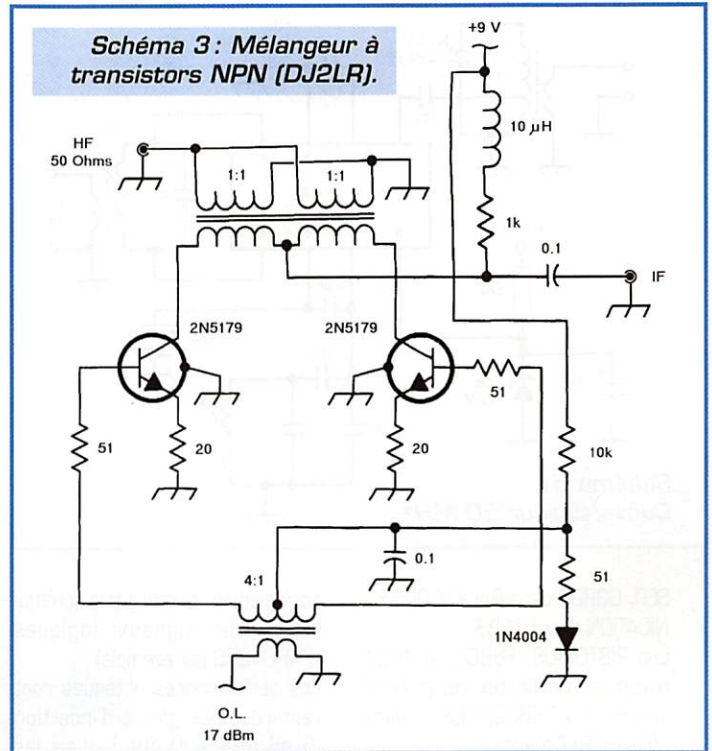 Schéma 3 : Mélangeur à
transistors NPN (DJ2LR).
+9 V
HF
50 Ohms
10 µH
1:1
1:1
1k
0.1
IF
2N5179
2N5179
51
51
20
20
10k
0.1
4:1
51
1N4004
O.L.
17 dBm